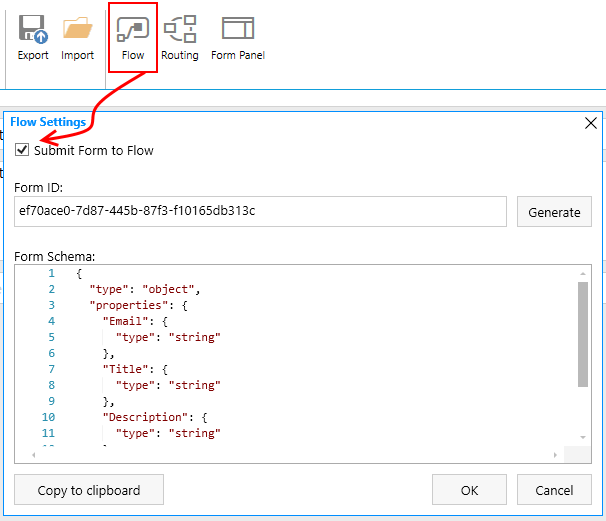 Export Import Flow Routing Form Panel
Flow Settings
Submit Form to Flow
Form ID:
ef70ace0-7d87-445b-87f3-f10165db313c Generate
Form Schema:
1 {
2 "type": "object",
3 "properties": {
4 "Email": {
5 "type": "string"
6 },
7 "Title": {
8 "type": "string"
9 },
10 "Description": {
11 "type": "string"
Copy to clipboard OK Cancel